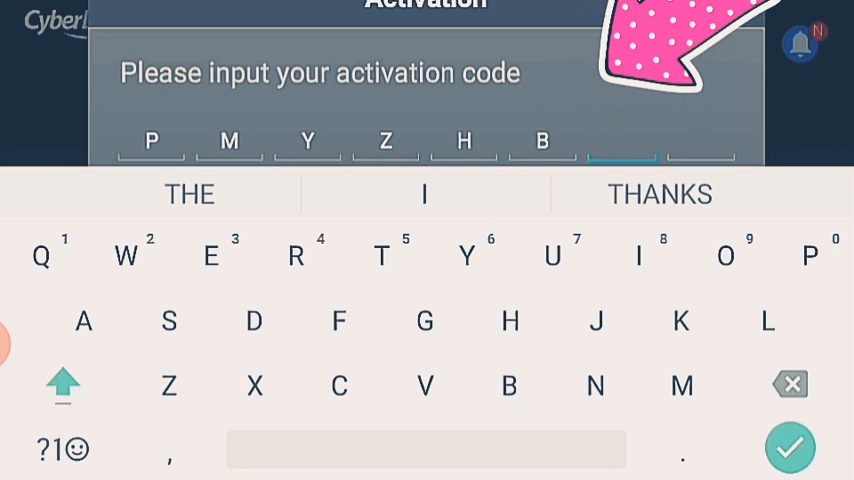 Activation
Cyberl
N
Please input your activation code
P M Y Z H B
THE I THANKS
Q 1 W 2 E 3 R 4 T 5 Y 6 U 7 I 8 O 9 P 0
A S D F G H J K L
Z X C V B N M
?1☺ , .